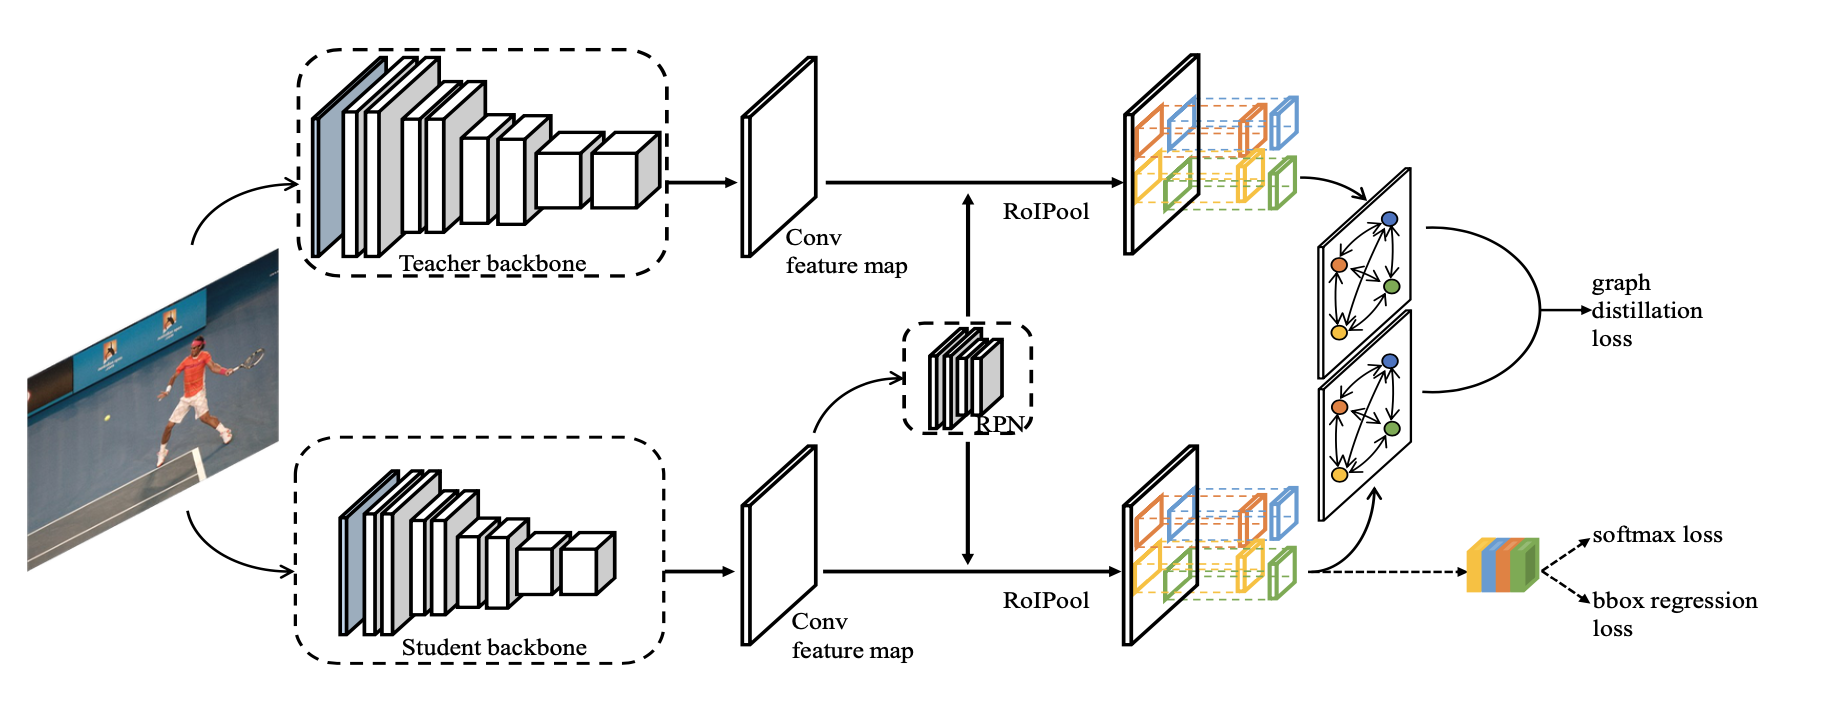 Teacher backbone
Conv
feature map
RoIPool
graph
distillation
loss
RPN
Student backbone
Conv
feature map
RoIPool
softmax loss
bbox regression
loss